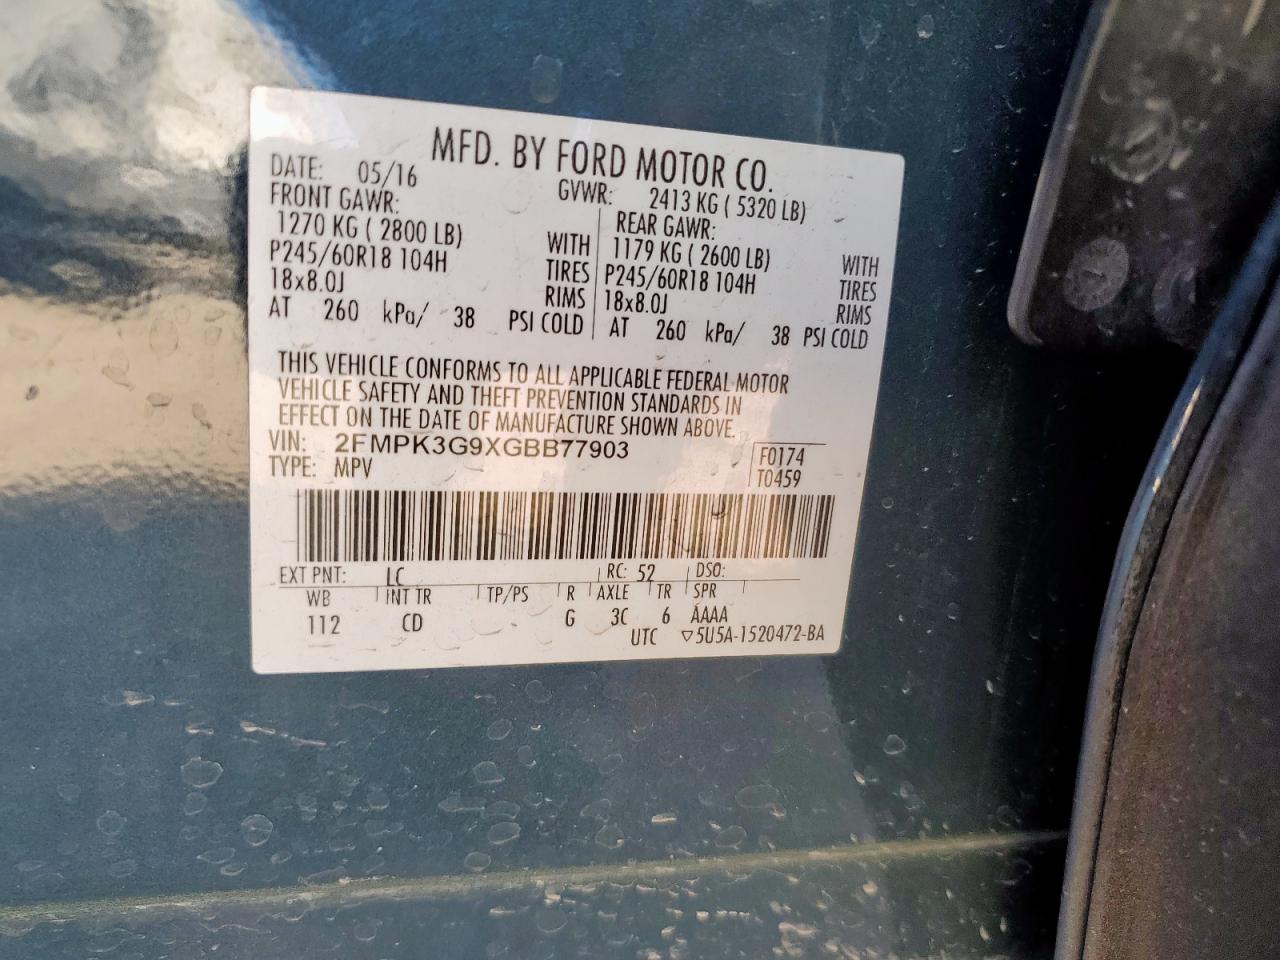 MFD. BY FORD MOTOR CO.
DATE: 05/16 GVWR: 2413 KG ( 5320 LB)
FRONT GAWR: REAR GAWR:
1270 KG ( 2800 LB) WITH 1179 KG ( 2600 LB) WITH
P245/60R18 104H TIRES P245/60R18 104H TIRES
18x8.0J RIMS 18x8.0J RIMS
AT 260 kPa/ 38 PSI COLD AT 260 kPa/ 38 PSI COLD
THIS VEHICLE CONFORMS TO ALL APPLICABLE FEDERAL MOTOR
VEHICLE SAFETY AND THEFT PREVENTION STANDARDS IN
EFFECT ON THE DATE OF MANUFACTURE SHOWN ABOVE.
VIN: 2FMPK3G9XGBB77903 F0174
TYPE: MPV T0459
EXT PNT: LC RC: 52 DSO:
WB INT TR TP/PS R AXLE TR SPR
112 CD G 3C 6 AAAA
UTC ▽5U5A-1520472-BA